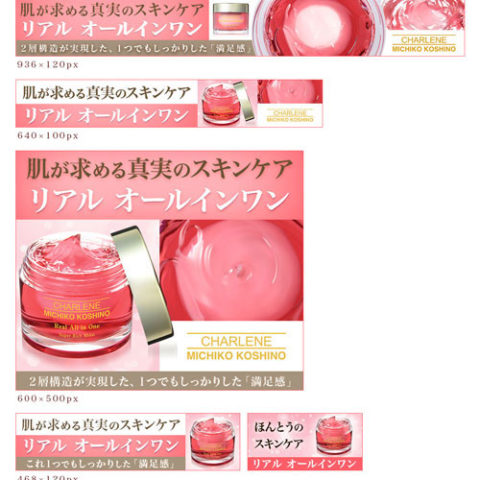 肌が求める真実のスキンケア
リアル オールインワン
2層構造が実現した、1つでもしっかりした「満足感」
CHARLENE
MICHIKO KOSHINO
936×120px
肌が求める真実のスキンケア
リアル オールインワン
CHARLENE
MICHIKO KOSHINO
640×100px
肌が求める真実のスキンケア
リアル オールインワン
CHARLENE
MICHIKO KOSHINO
Real All in One
CHARLENE
MICHIKO KOSHINO
2層構造が実現した、1つでもしっかりした「満足感」
600×500px
肌が求める真実のスキンケア
リアル オールインワン
これ1つでもしっかりした「満足感」
468×120px
ほんとうの
スキンケア
リアル オールインワン